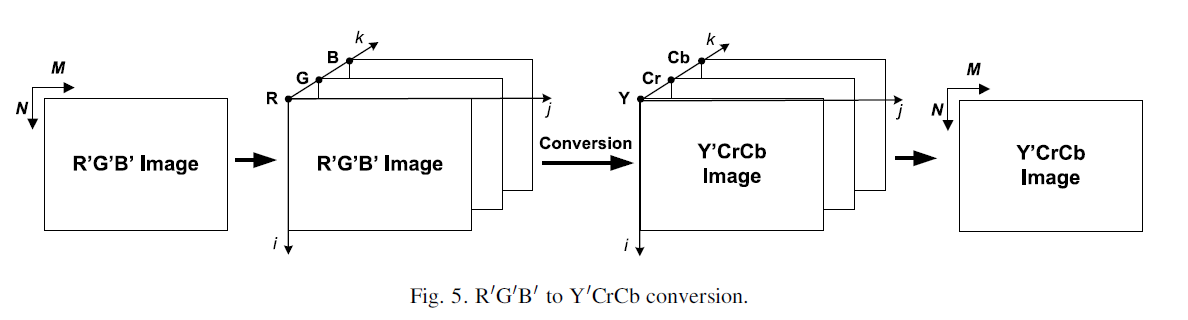 M
N
R'G'B' Image
k
B
G
R
j
R'G'B' Image
i
Conversion
k
Cb
Cr
Y
j
Y'CrCb
Image
i
M
N
Y'CrCb
Image
Fig. 5. R′G′B′ to Y′CrCb conversion.